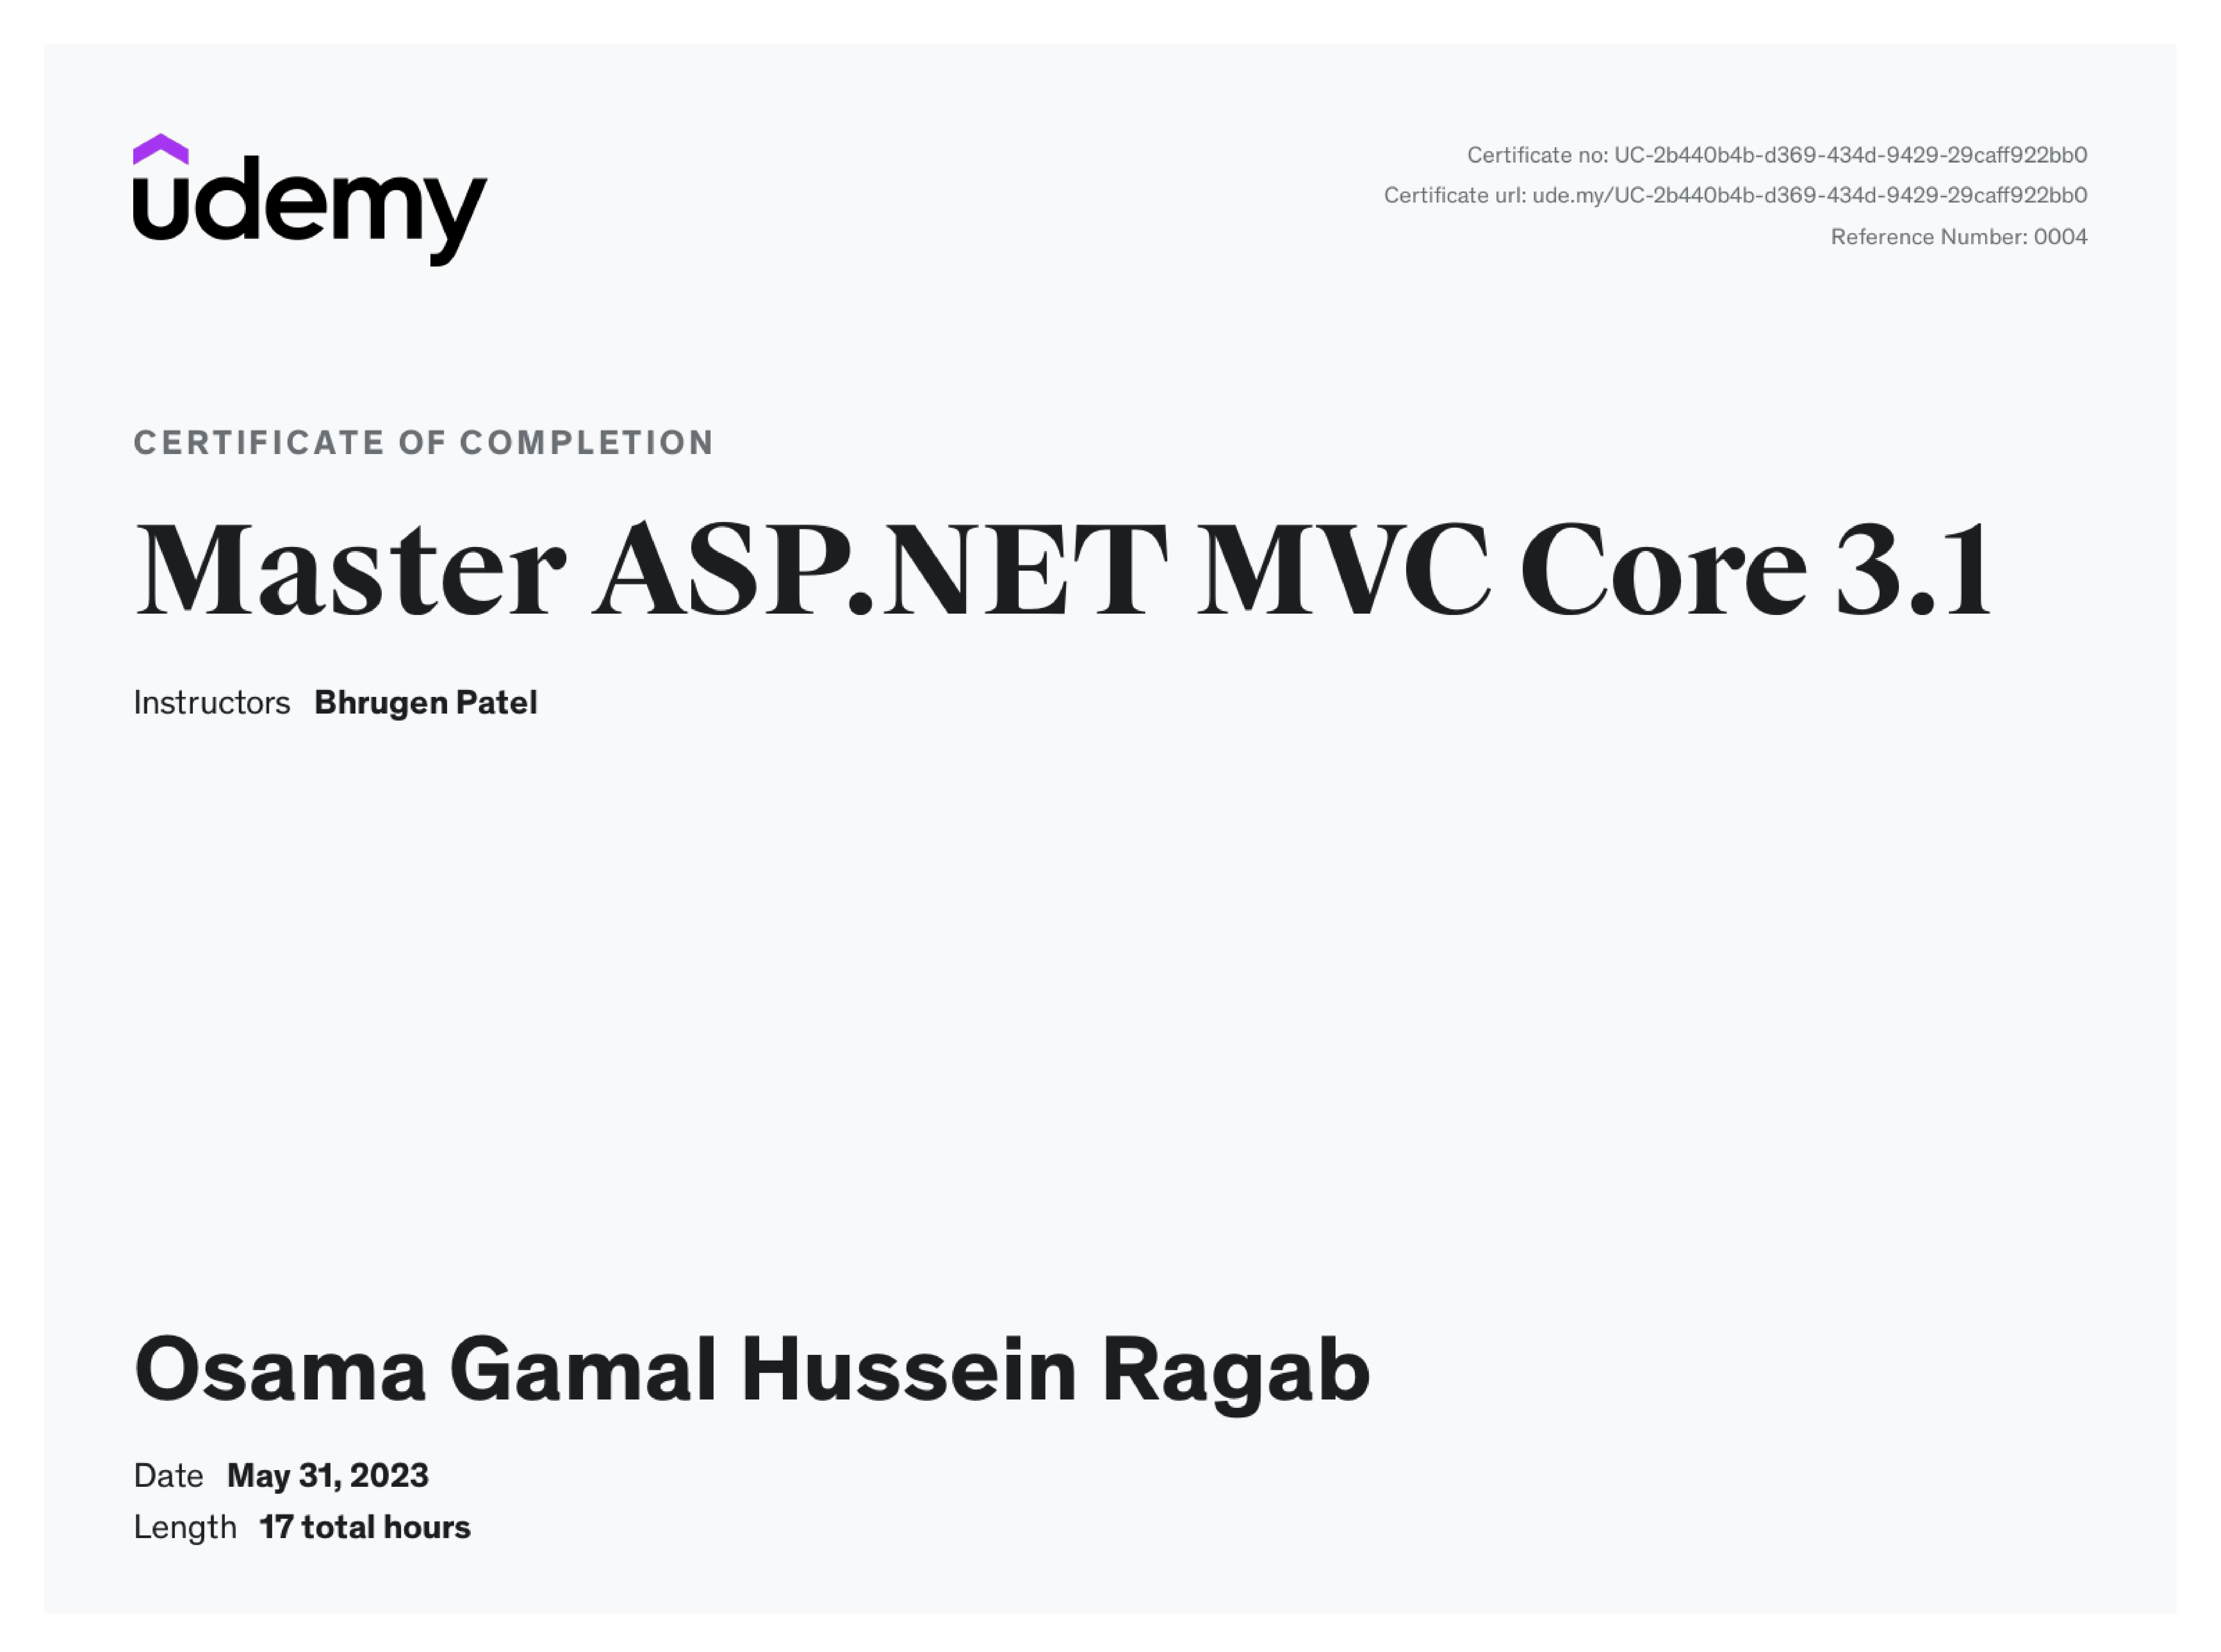 udemy
Certificate no: UC-2b440b4b-d369-434d-9429-29caff922bb0
Certificate url: ude.my/UC-2b440b4b-d369-434d-9429-29caff922bb0
Reference Number: 0004
CERTIFICATE OF COMPLETION
Master ASP.NET MVC Core 3.1
Instructors Bhrugen Patel
Osama Gamal Hussein Ragab
Date May 31, 2023
Length 17 total hours